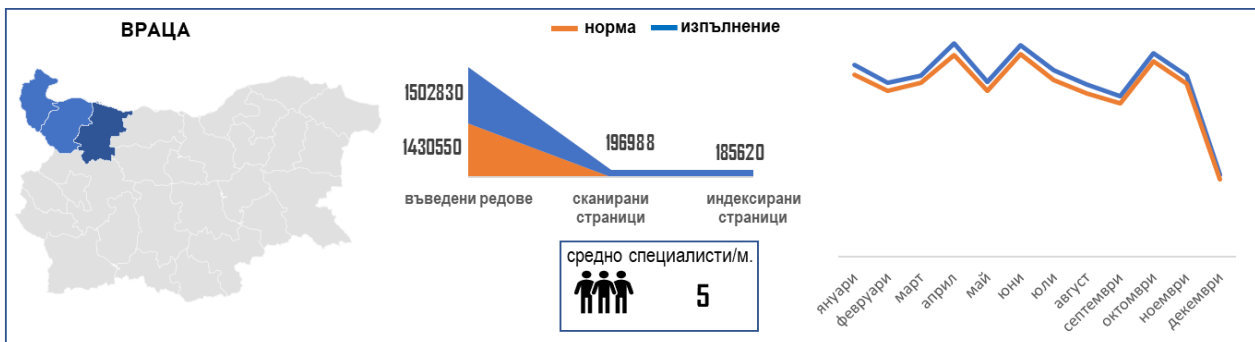 ВРАЦА
норма
изпълнение
1502830
1430550
196988
185620
въведени редове
сканирани
страници
индексирани
страници
средно специалисти/м.
5
януари
февруари
март
април
май
юни
юли
август
септември
октомври
ноември
декември